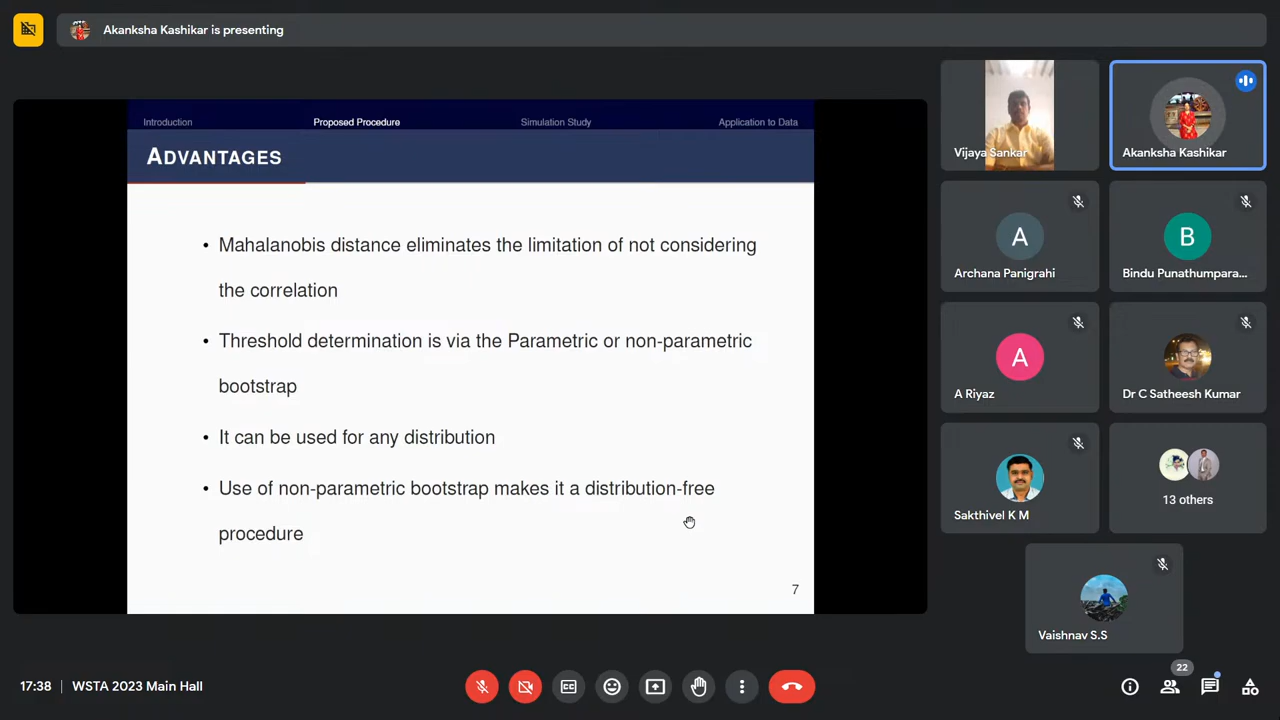 Akanksha Kashikar is presenting
Introduction
Proposed Procedure
Simulation Study
Application to Data
ADVANTAGES
• Mahalanobis distance eliminates the limitation of not considering
the correlation
• Threshold determination is via the Parametric or non-parametric
bootstrap
• It can be used for any distribution
• Use of non-parametric bootstrap makes it a distribution-free
procedure
7
Vijaya Sankar
Akanksha Kashikar
A
Archana Panigrahi
B
Bindu Punathumpara...
A
A Riyaz
Dr C Satheesh Kumar
Sakthivel K M
13 others
Vaishnav S.S
17:38 | WSTA 2023 Main Hall
CC
22